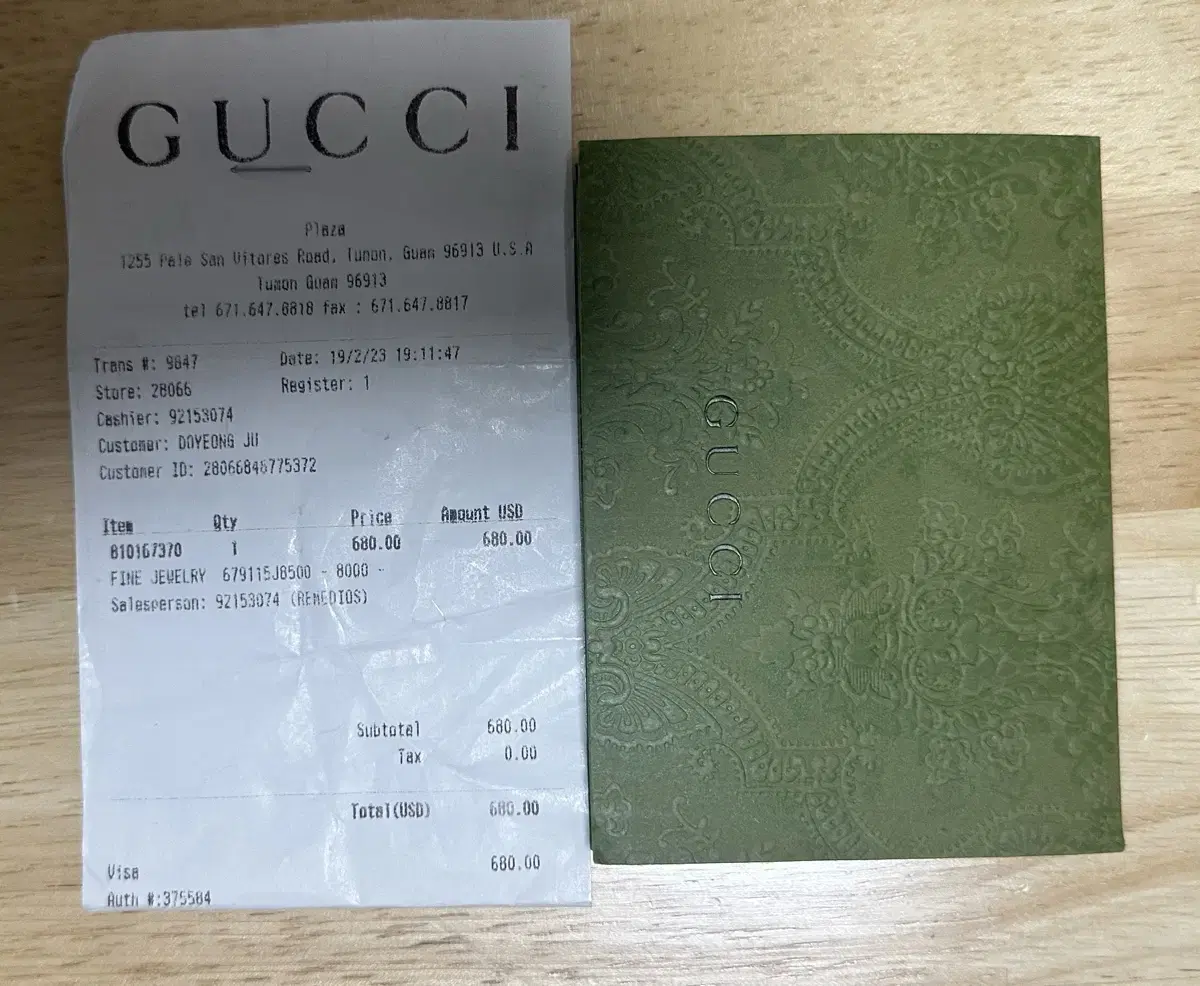 GUCCI
Plaza
1255 Pale San Vitores Road, Tumon, Guam 96913 U.S.A
Tumon Guam 96913
tel 671.647.8818 fax : 671.647.8817
Trans #: 9847 Date: 19/2/23 19:11:47
Store: 28066 Register: 1
Cashier: 92153074
Customer: DOYEONG JU
Customer ID: 28066848775372
Item Qty Price Amount USD
810167370 1 680.00 680.00
FINE JEWELRY 679115J8500 - 8000 -
Salesperson: 92153074 (REMEDIOS)
Subtotal 680.00
Tax 0.00
Total(USD) 680.00
Visa 680.00
Auth #:375584
GUCCI